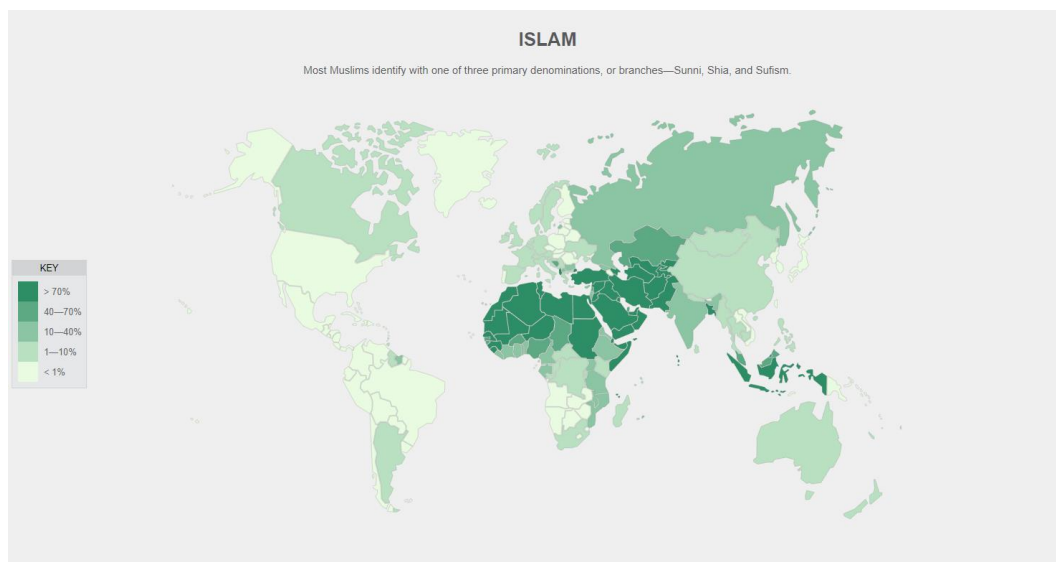 ISLAM
Most Muslims identify with one of three primary denominations, or branches—Sunni, Shia, and Sufism.
KEY
> 70%
40—70%
10—40%
1—10%
< 1%